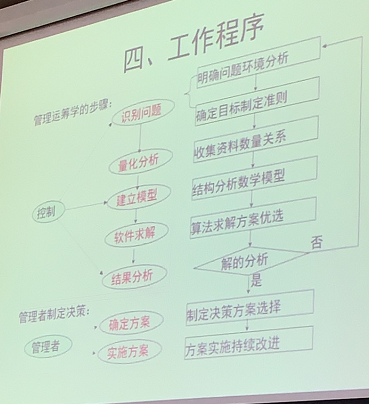 四、工作程序
管理运筹学的步骤：
识别问题
量化分析
控制
建立模型
软件求解
结果分析
管理者制定决策：
管理者
确定方案
实施方案
明确问题环境分析
确定目标制定准则
收集资料数量关系
结构分析数学模型
算法求解方案优选
解的分析
否
是
制定决策方案选择
方案实施持续改进